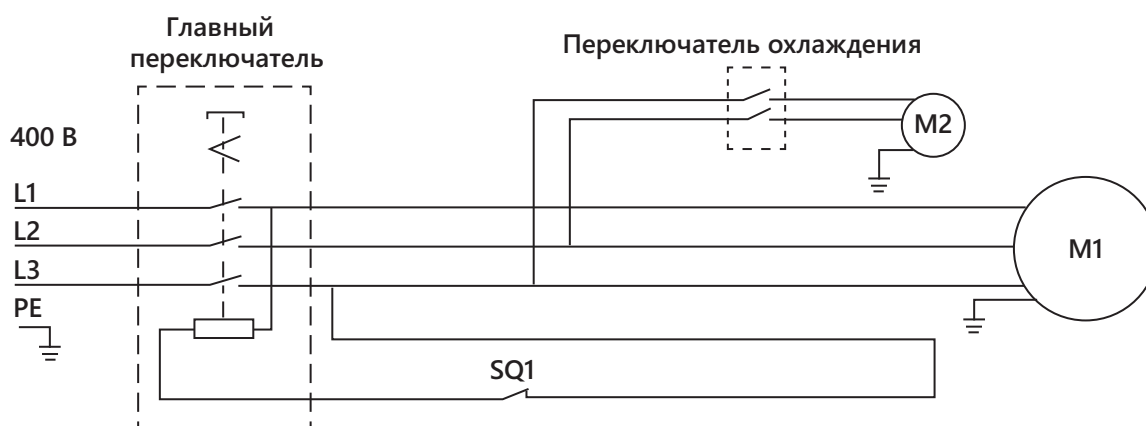 Главный
переключатель
Переключатель охлаждения
400 В
M2
L1
L2
M1
L3
PE
SQ1